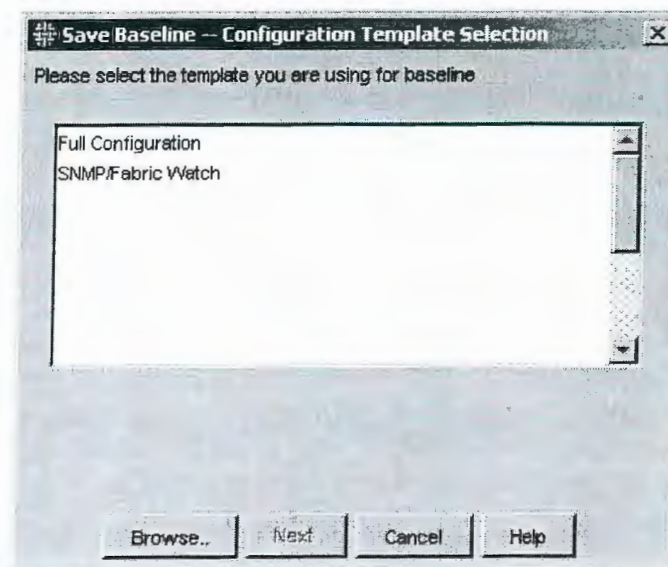 Save Baseline -- Configuration Template Selection
Please select the template you are using for baseline
Full Configuration
SNMP/Fabric Watch
Browse.. Next Cancel Help